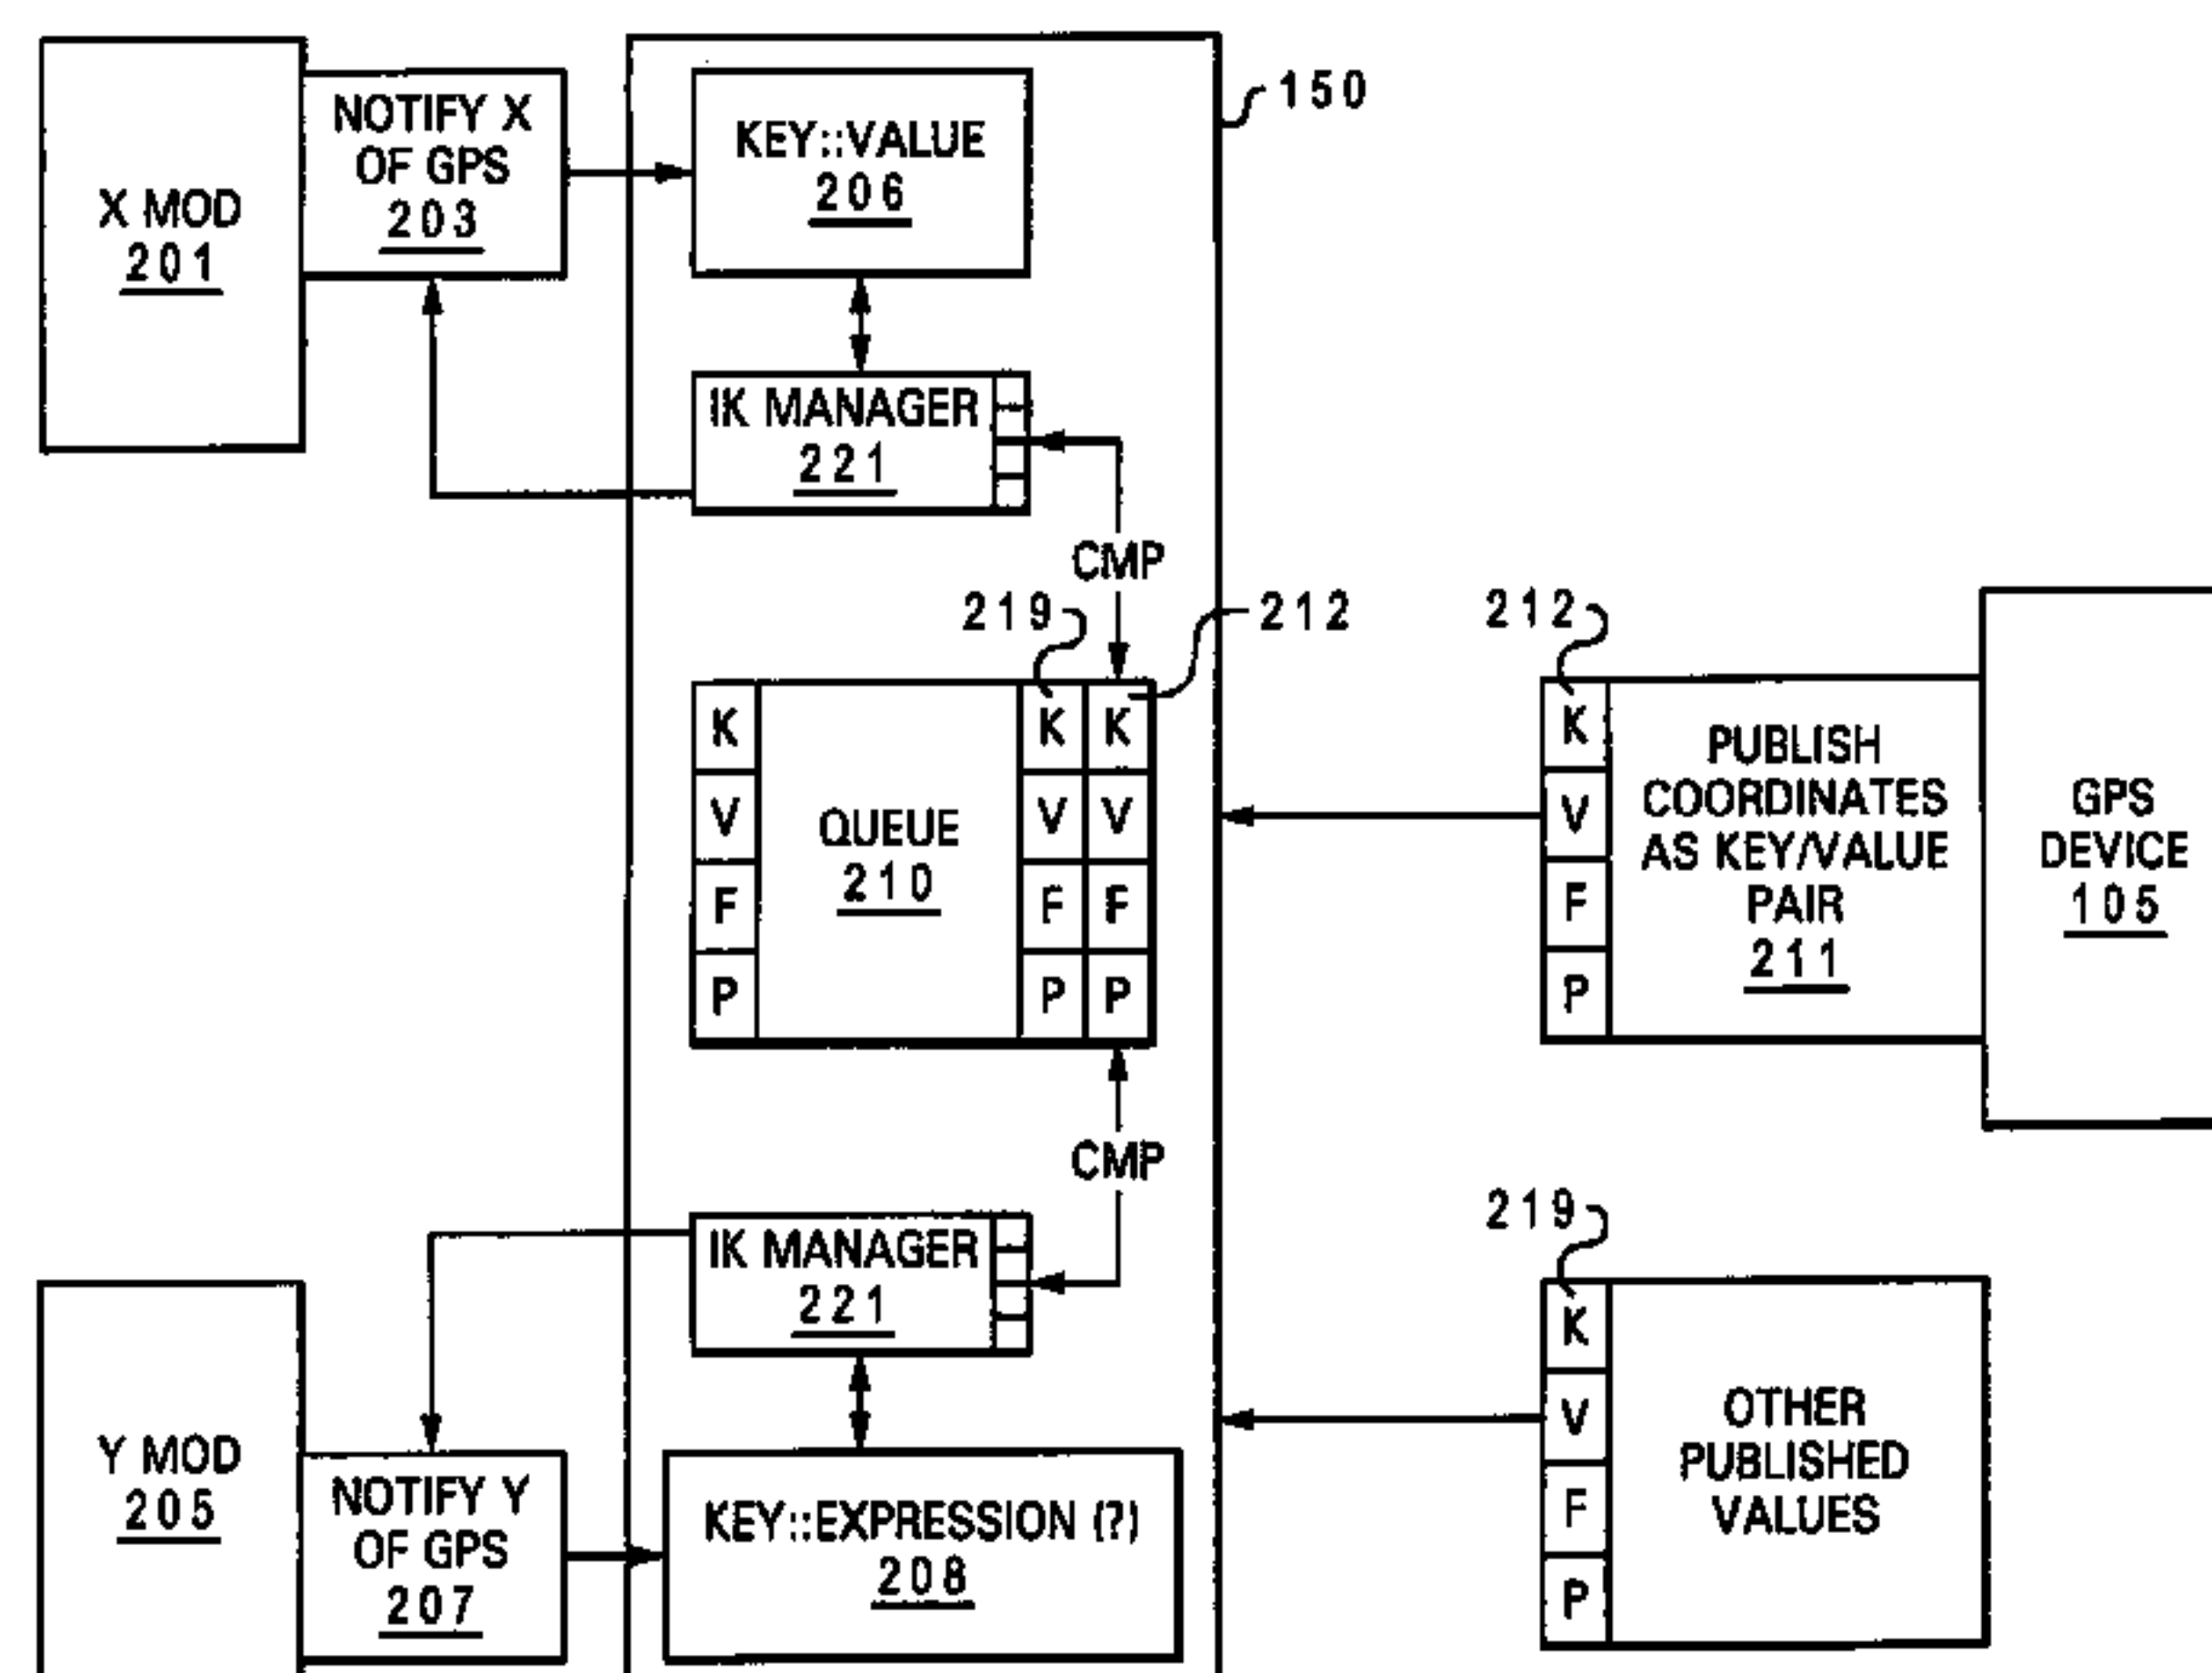 X MOD
201
NOTIFY X
OF GPS
203
KEY::VALUE
206
150
IK MANAGER
221
CMP
219
212
K
V
F
P
QUEUE
210
K
V
F
P
K
V
F
P
212
K
V
F
P
PUBLISH
COORDINATES
AS KEY/VALUE
PAIR
211
GPS
DEVICE
105
CMP
IK MANAGER
221
Y MOD
205
NOTIFY Y
OF GPS
207
KEY::EXPRESSION (?)
208
219
K
V
F
P
OTHER
PUBLISHED
VALUES